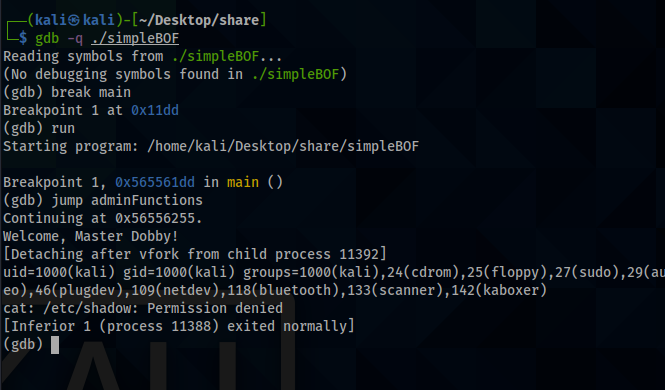 (kali㉿kali)-[~/Desktop/share]
$ gdb -q ./simpleBOF
Reading symbols from ./simpleBOF...
(No debugging symbols found in ./simpleBOF)
(gdb) break main
Breakpoint 1 at 0x11dd
(gdb) run
Starting program: /home/kali/Desktop/share/simpleBOF
Breakpoint 1, 0x565561dd in main ()
(gdb) jump adminFunctions
Continuing at 0x56556255.
Welcome, Master Dobby!
[Detaching after vfork from child process 11392]
uid=1000(kali) gid=1000(kali) groups=1000(kali),24(cdrom),25(floppy),27(sudo),29(au
eo),46(plugdev),109(netdev),118(bluetooth),133(scanner),142(kaboxer)
cat: /etc/shadow: Permission denied
[Inferior 1 (process 11388) exited normally]
(gdb)